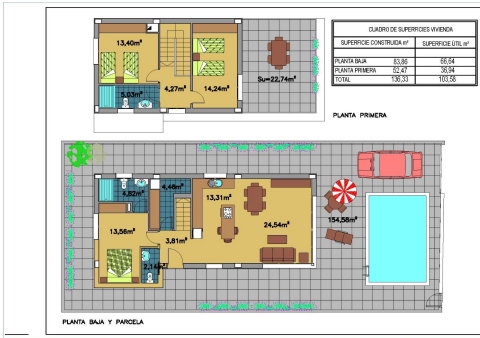 CUADRO DE SUPERFICIES VIVIENDA
SUPERFICIE CONSTRUIDA m² SUPERFICIE ÚTIL m²
PLANTA BAJA 83,86 66,64
PLANTA PRIMERA 52,47 36,94
TOTAL 136,33 103,58
13,40m²
Su=22,74m²
5,03m²
4,27m²
14,24m²
PLANTA PRIMERA
4,82m²
4,46m²
13,31m²
24,54m²
154,58m²
13,56m²
3,81m²
2,14m²
PLANTA BAJA Y PARCELA